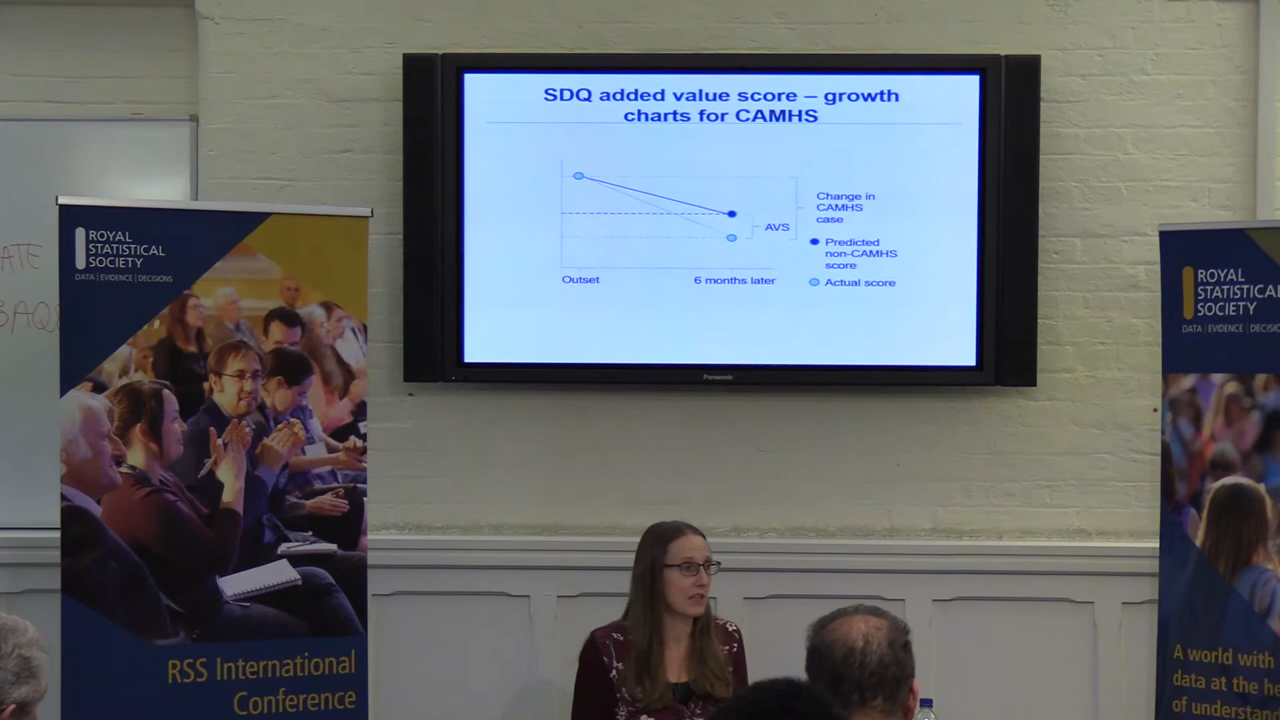 SDQ added value score – growth
charts for CAMHS
Change in
CAMHS
case
AVS
Predicted
non-CAMHS
score
Actual score
Outset
6 months later
Panasonic
ATE
ROYAL
STATISTICAL
SOCIETY
DATA | EVIDENCE | DECISIONS
RSS International
Conference
ROYAL
STATISTICAL
SOCIETY
DATA | EVIDENCE | DECISIO
A world with
data at the he
of understan